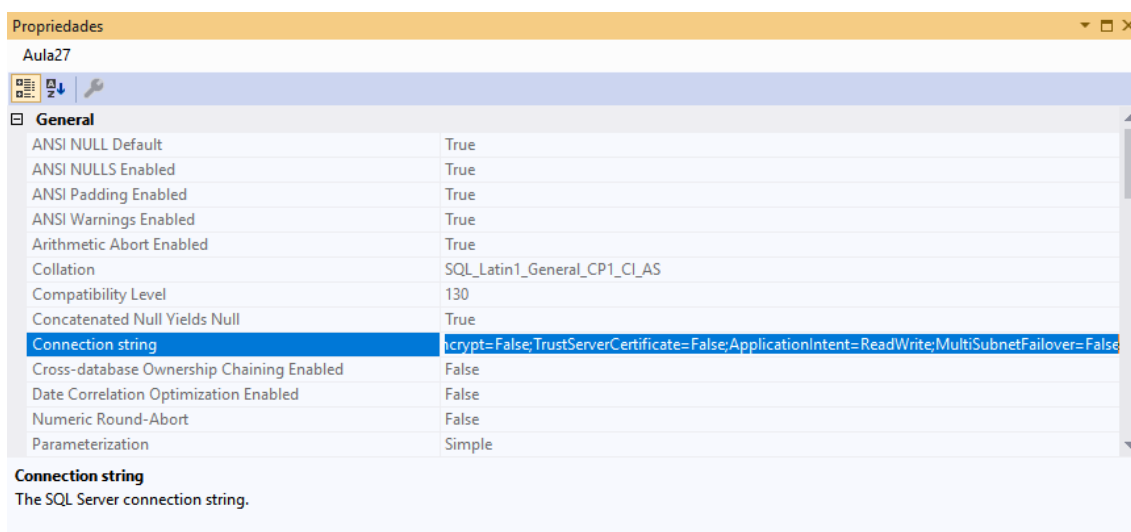 Propriedades
Aula27
General
ANSI NULL Default True
ANSI NULLS Enabled True
ANSI Padding Enabled True
ANSI Warnings Enabled True
Arithmetic Abort Enabled True
Collation SQL_Latin1_General_CP1_CI_AS
Compatibility Level 130
Concatenated Null Yields Null True
Connection string ncrypt=False;TrustServerCertificate=False;ApplicationIntent=ReadWrite;MultiSubnetFailover=False
Cross-database Ownership Chaining Enabled False
Date Correlation Optimization Enabled False
Numeric Round-Abort False
Parameterization Simple
Connection string
The SQL Server connection string.